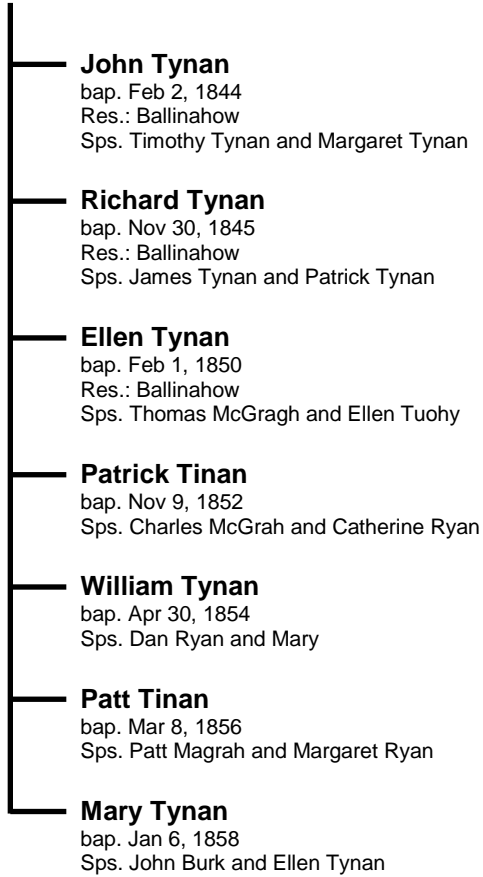 John Tynan
bap. Feb 2, 1844
Res.: Ballinahow
Sps. Timothy Tynan and Margaret Tynan
Richard Tynan
bap. Nov 30, 1845
Res.: Ballinahow
Sps. James Tynan and Patrick Tynan
Ellen Tynan
bap. Feb 1, 1850
Res.: Ballinahow
Sps. Thomas McGragh and Ellen Tuohy
Patrick Tinan
bap. Nov 9, 1852
Sps. Charles McGrah and Catherine Ryan
William Tynan
bap. Apr 30, 1854
Sps. Dan Ryan and Mary
Patt Tinan
bap. Mar 8, 1856
Sps. Patt Magrah and Margaret Ryan
Mary Tynan
bap. Jan 6, 1858
Sps. John Burk and Ellen Tynan